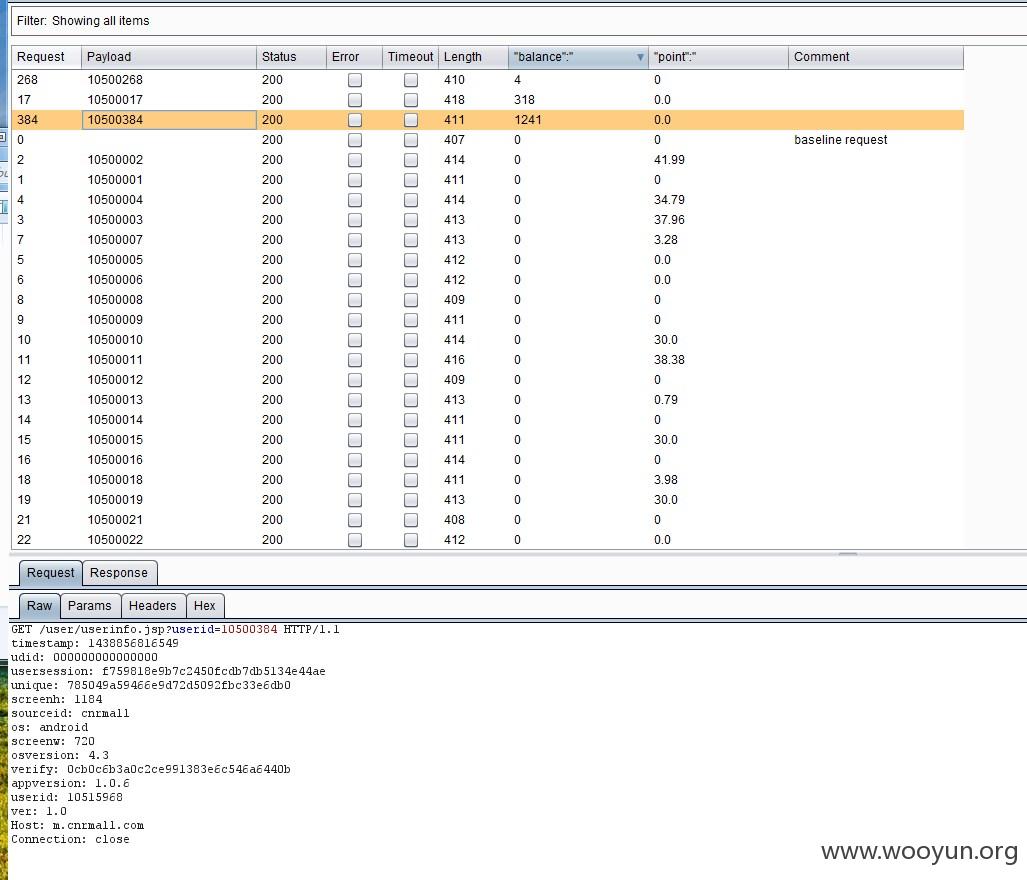 Filter: Showing all items
Request Payload Status Error Timeout Length "balance":" "point":" Comment
268 10500268 200 410 4 0
17 10500017 200 418 318 0.0
384 10500384 200 411 1241 0.0
0 200 407 0 0 baseline request
2 10500002 200 414 0 41.99
1 10500001 200 411 0 0
4 10500004 200 414 0 34.79
3 10500003 200 413 0 37.96
7 10500007 200 413 0 3.28
5 10500005 200 412 0 0.0
6 10500006 200 412 0 0.0
8 10500008 200 409 0 0
9 10500009 200 411 0 0
10 10500010 200 414 0 30.0
11 10500011 200 416 0 38.38
12 10500012 200 409 0 0
13 10500013 200 413 0 0.79
14 10500014 200 411 0 0
15 10500015 200 411 0 30.0
16 10500016 200 414 0 0
18 10500018 200 411 0 3.98
19 10500019 200 413 0 30.0
21 10500021 200 408 0 0
22 10500022 200 412 0 0.0
Request Response
Raw Params Headers Hex
GET /user/userinfo.jsp?userid=10500384 HTTP/1.1
timestamp: 1438856816549
udid: 000000000000000
usersession: f759818e9b7c2450fcdb7db5134e44ae
unique: 785049a59466e9d72d5092fbc33e6db0
screenh: 1184
sourceid: cnrmall
os: android
screenw: 720
osversion: 4.3
verify: 0cb0c6b3a0c2ce991383e6c546a6440b
appversion: 1.0.6
userid: 10515968
ver: 1.0
Host: m.cnrmall.com
Connection: close
www.wooyun.org